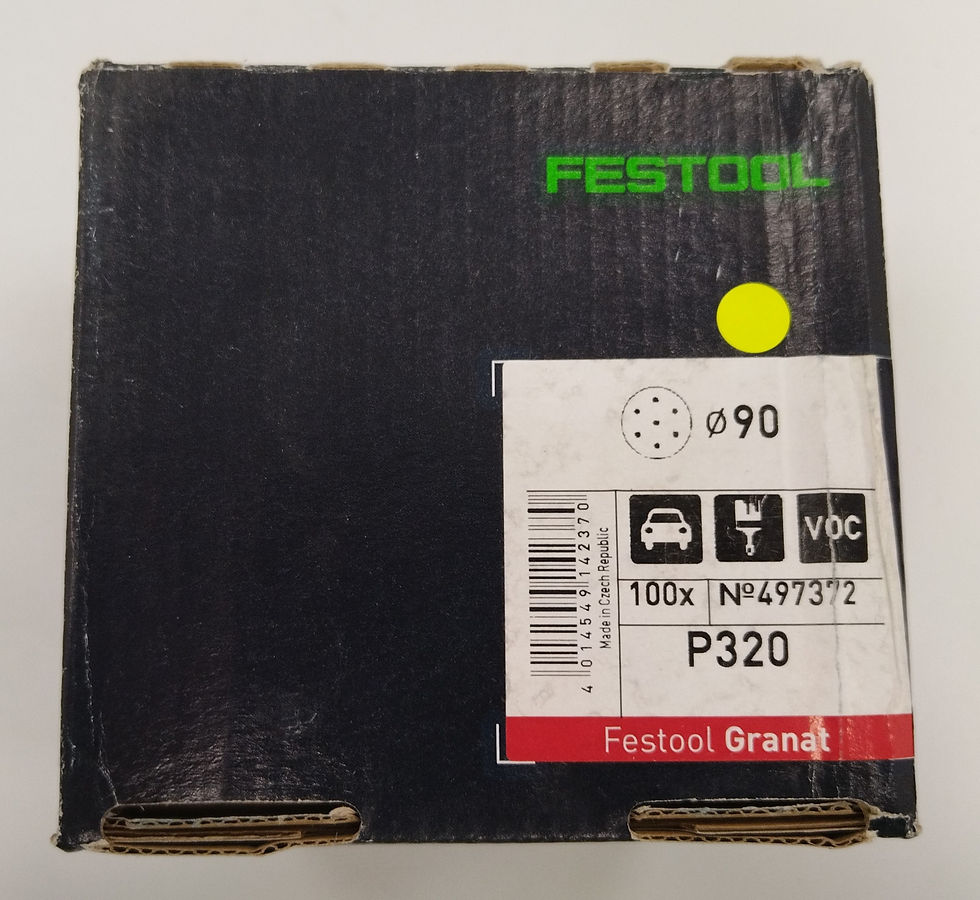 FESTOOL
ø90
VOC
4 014549 142370
Made in Czech Republic
100x
Nº497372
P320
Festool Granat